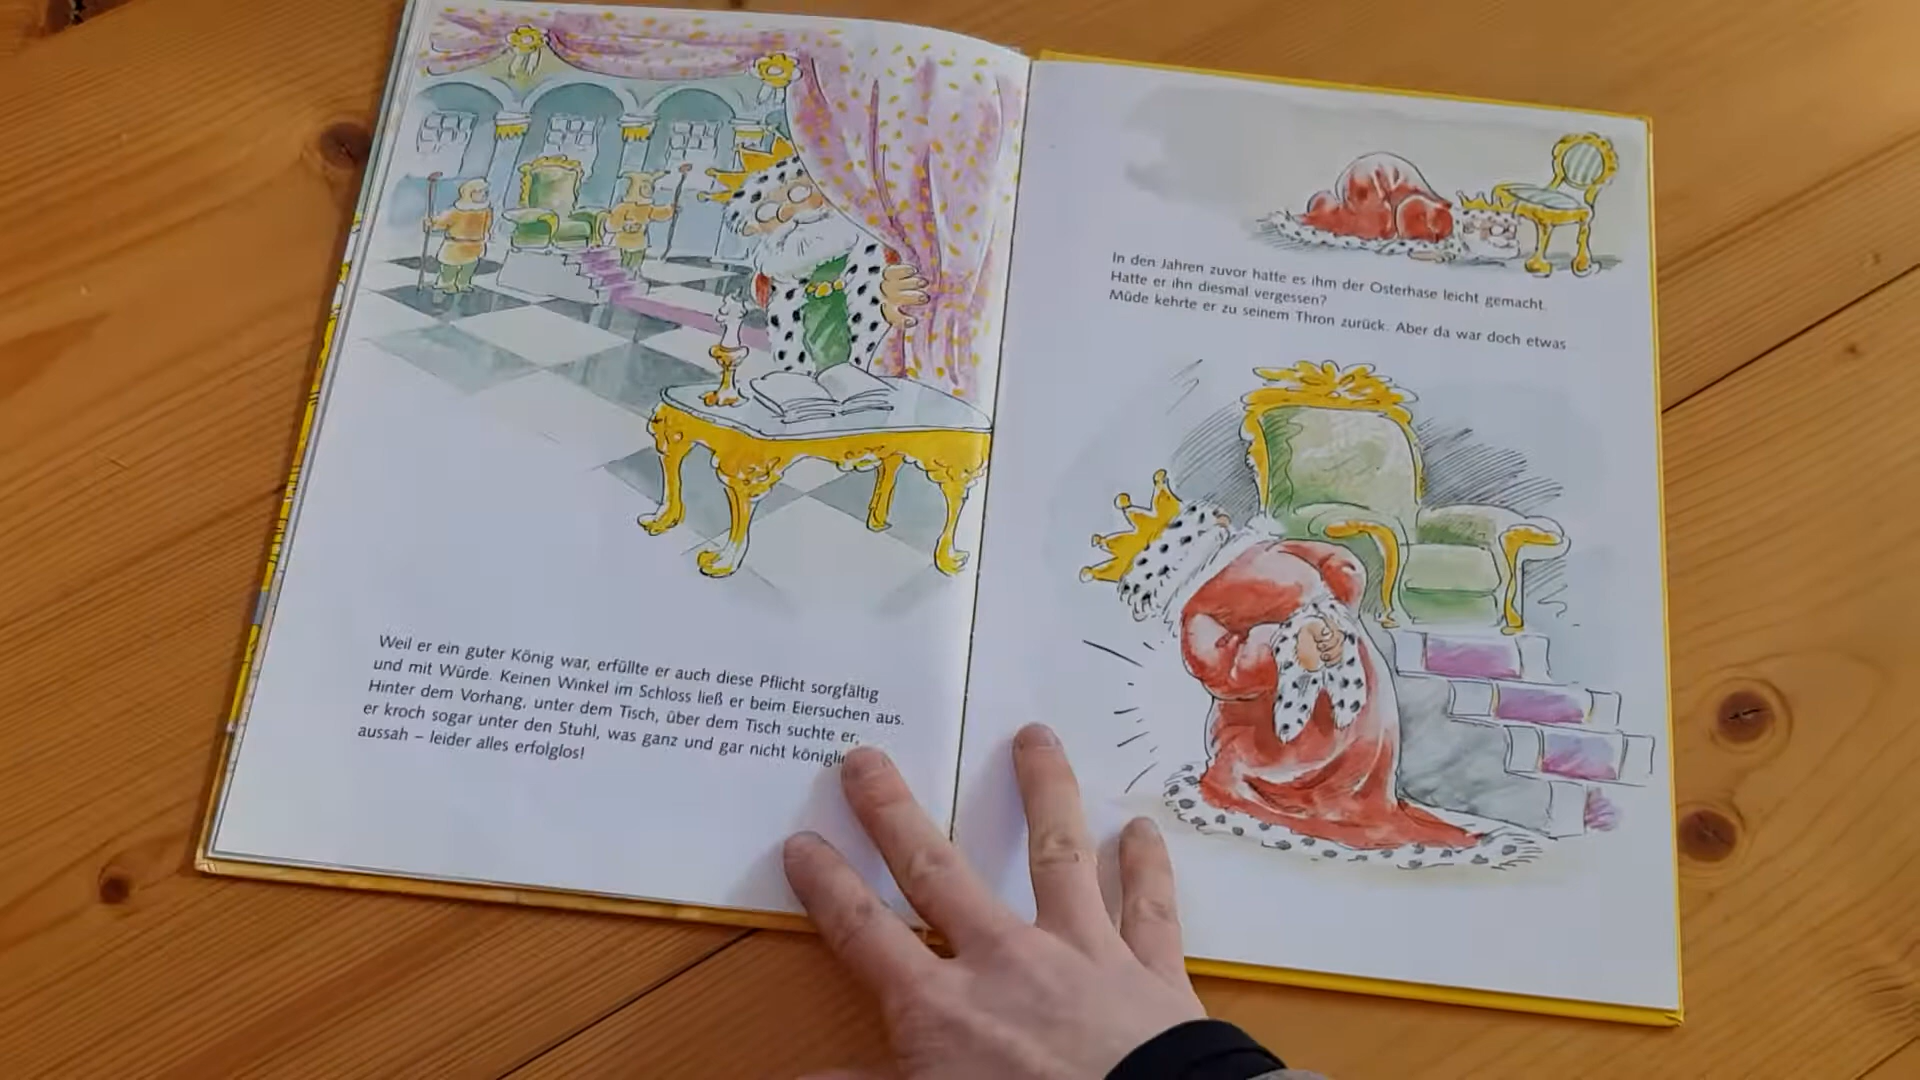 Weil er ein guter König war, erfüllte er auch diese Pflicht sorgfältig
und mit Würde. Keinen Winkel im Schloss ließ er beim Eiersuchen aus.
Hinter dem Vorhang, unter dem Tisch, über dem Tisch suchte er,
er kroch sogar unter den Stuhl, was ganz und gar nicht
aussah – leider alles erfolglos!
In den Jahren zuvor hatte es ihm der Osterhase leicht gemacht.
Hatte er ihn diesmal vergessen?
Müde kehrte er zu seinem Thron zurück. Aber da war doch etwas